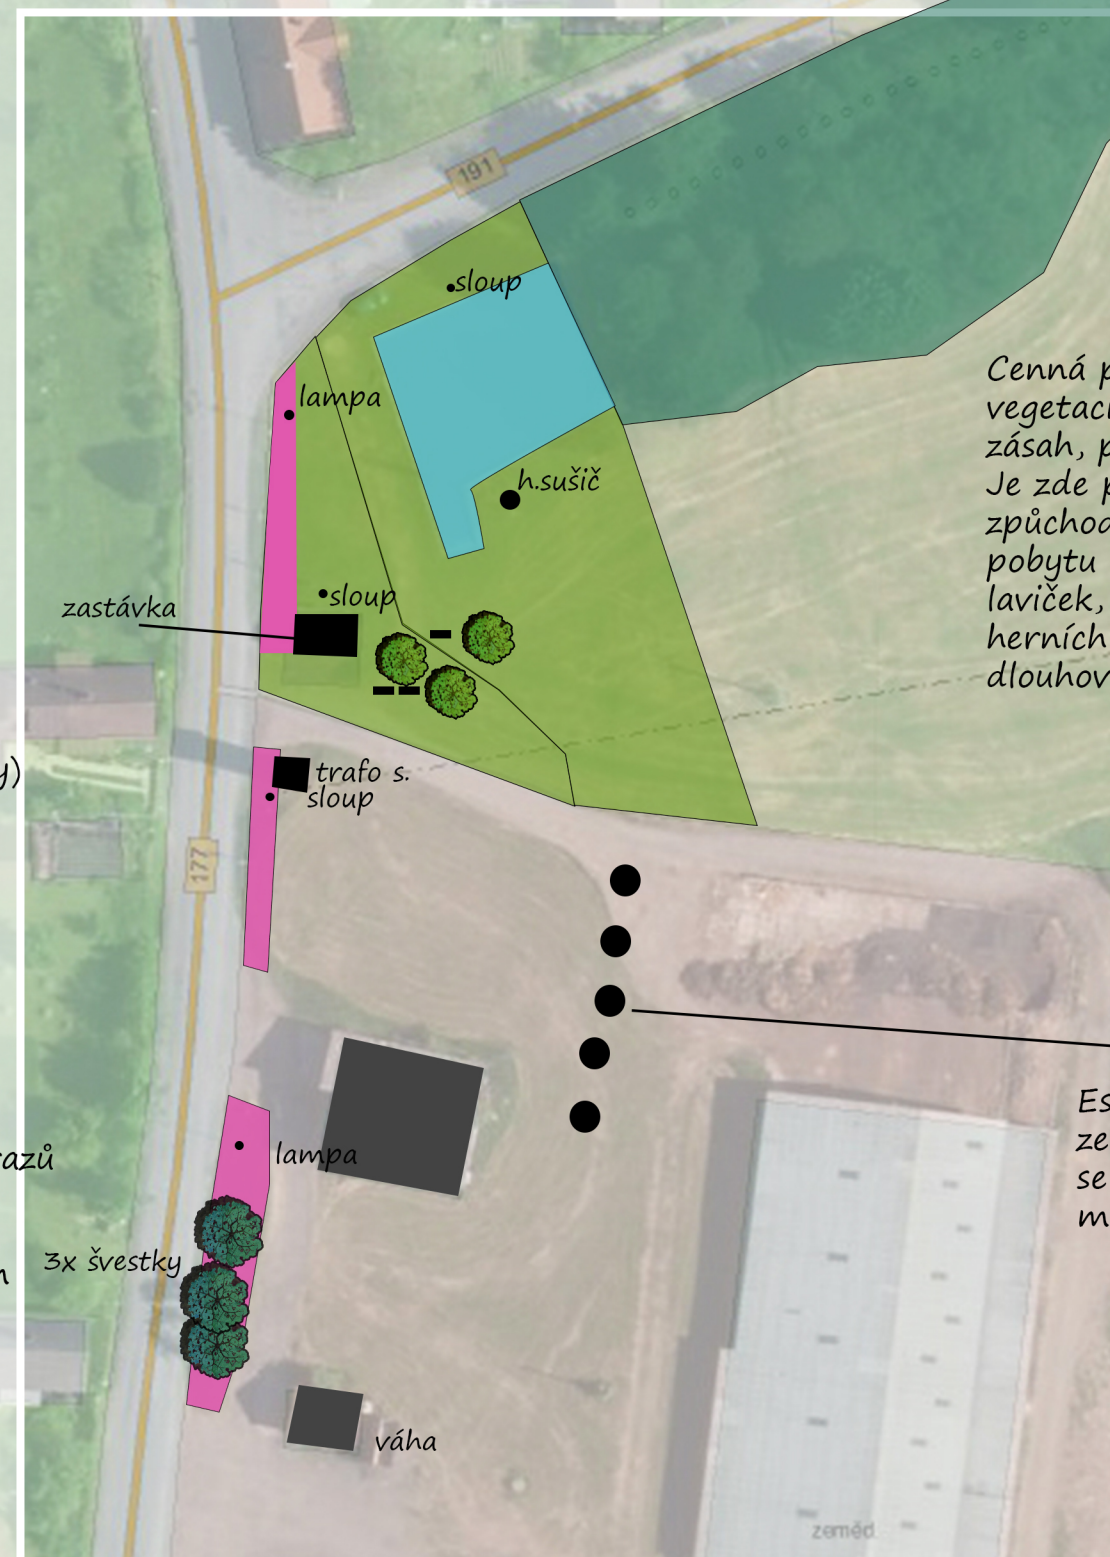 191
sloup
lampa
Cenná p
vegetac
zásah, p
Je zde p
způchod
pobytu
laviček,
herních
dlouhov
h.sušič
sloup
zastávka
y)
trafo s.
sloup
177
Es
ze
se
m
razů
lampa
3x švestky
váha
zeměd.